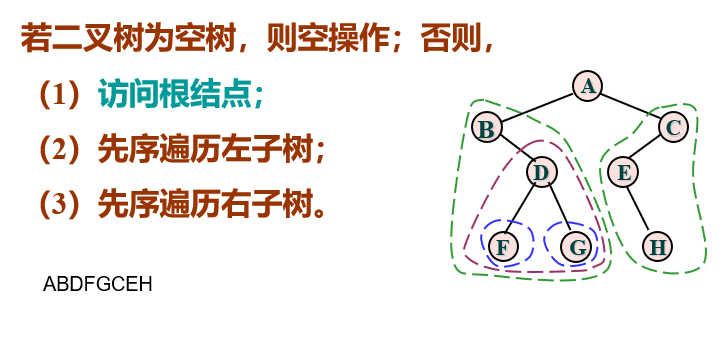 若二叉树为空树，则空操作；否则，
（1）访问根结点；
（2）先序遍历左子树；
（3）先序遍历右子树。
ABDFGCEH
A
B
C
D
E
F
G
H